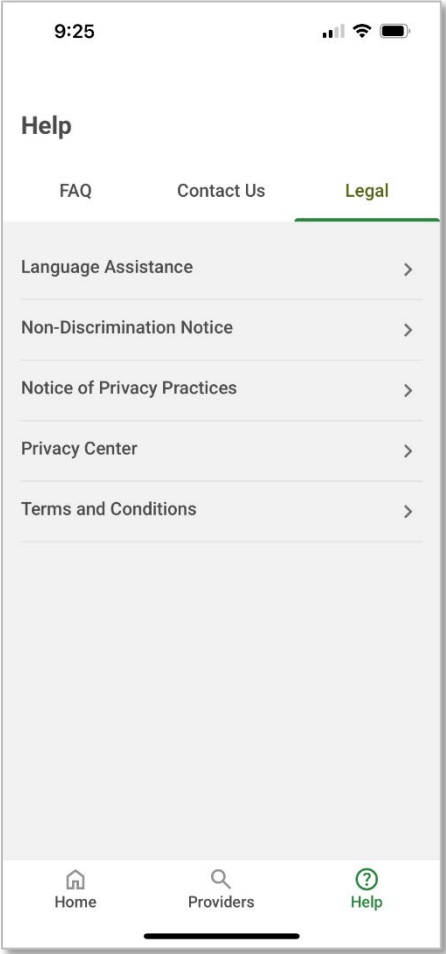 9:25
Help
FAQ Contact Us Legal
Language Assistance
Non-Discrimination Notice
Notice of Privacy Practices
Privacy Center
Terms and Conditions
Home Providers Help